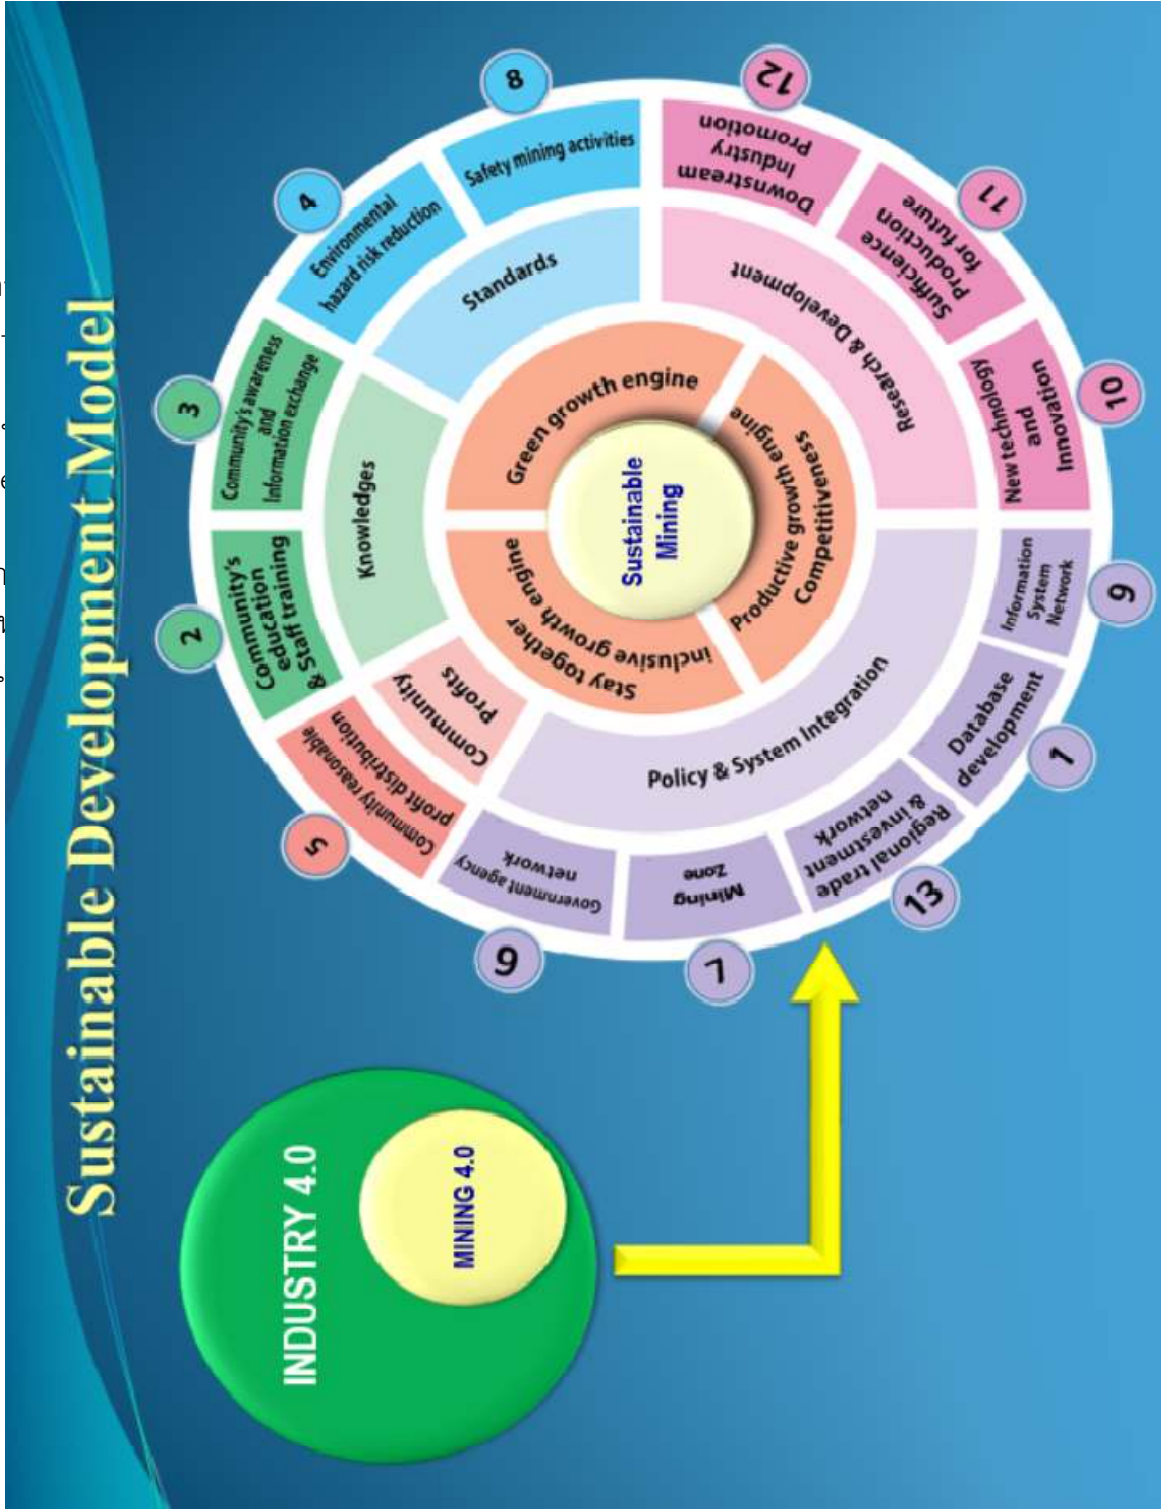 Sustainable Development Model
INDUSTRY 4.0
MINING 4.0
Sustainable
Mining
Green growth engine
Productive growth engine
Competitiveness
Stay together
inclusive growth engine
Standards
Research & Development
Policy & System Integration
Community
Profits
Knowledges
8
Safety mining activities
12
Downstream
Industry
Promotion
11
Sufficience
Production
for future
10
New technology
and
Innovation
9
Information
System
Network
1
Database
development
13
Regional trade
& investment
network
7
Mining
Zone
6
Government agency
network
5
Community reasonable
profit distribution
2
Community's
education
& Staff training
3
Community's awareness
and
Information exchange
4
Environmental
hazard risk reduction